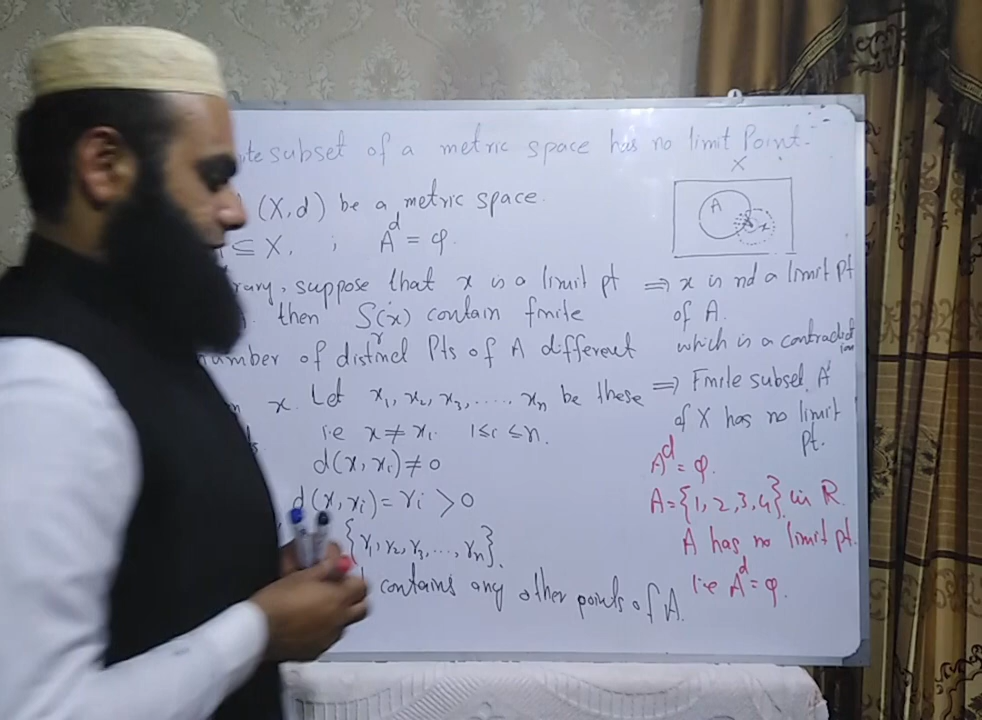 ite subset of a metric space has no limit Point.
X
(X,d) be a metric space.
A
x
⊆ X, ; A^d = φ.
rary, suppose that x is a limit pt
then S_r(x) contain finite
number of distinct Pts of A different
x. Let x₁, x₂, x₃, ...., xₙ be these
i.e x ≠ xᵢ 1≤i≤n.
d(x, xᵢ) ≠ 0
d(x, xᵢ) = rᵢ > 0
{r₁, r₂, r₃, ..., rₙ}.
contains any other points of A.
⇒ x is not a limit pt
of A.
which is a contradiction
⇒ Finite subset A
of X has no limit
pt.
A^d = φ.
A = {1, 2, 3, 4} in R.
A has no limit pt.
i.e A^d = φ.